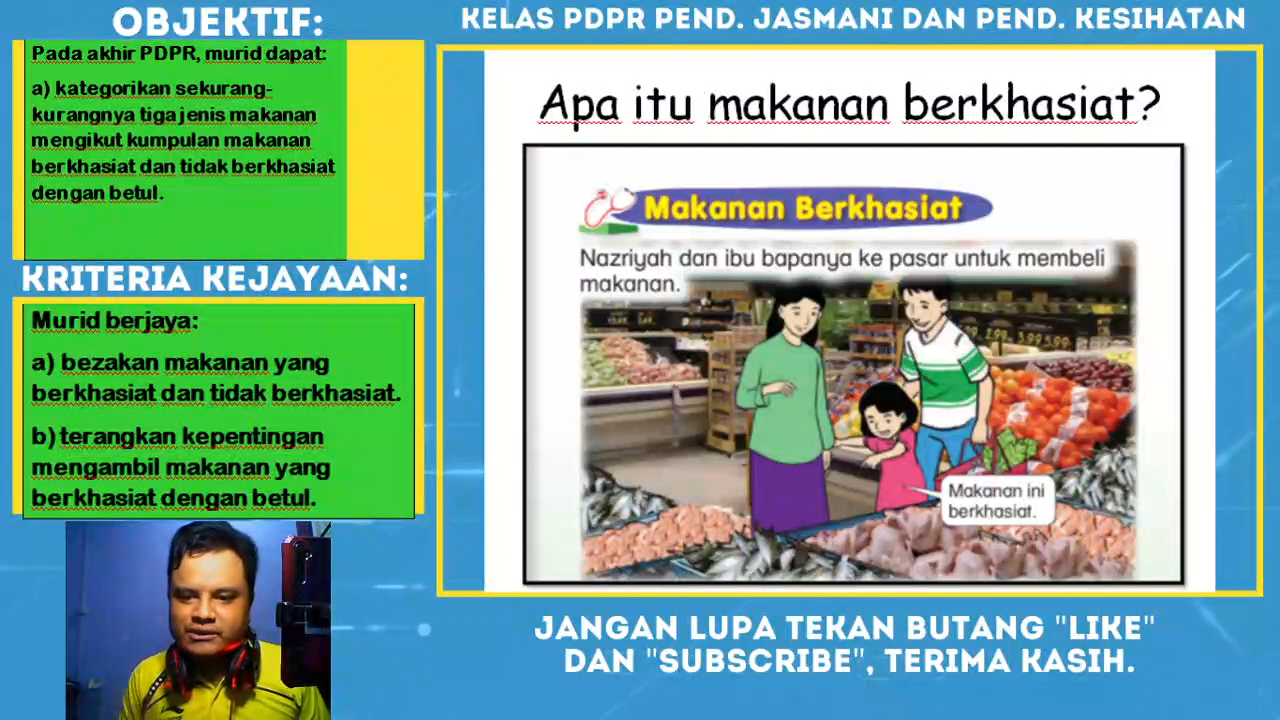 OBJEKTIF:
Pada akhir PDPR, murid dapat:
a) kategorikan sekurang-
kurangnya tiga jenis makanan
mengikut kumpulan makanan
berkhasiat dan tidak berkhasiat
dengan betul.
KRITERIA KEJAYAAN:
Murid berjaya:
a) bezakan makanan yang
berkhasiat dan tidak berkhasiat.
b) terangkan kepentingan
mengambil makanan yang
berkhasiat dengan betul.
KELAS PDPR PEND. JASMANI DAN PEND. KESIHATAN
Apa itu makanan berkhasiat?
Makanan Berkhasiat
Nazriyah dan ibu bapanya ke pasar untuk membeli
makanan.
Makanan ini
berkhasiat.
JANGAN LUPA TEKAN BUTANG "LIKE"
DAN "SUBSCRIBE", TERIMA KASIH.